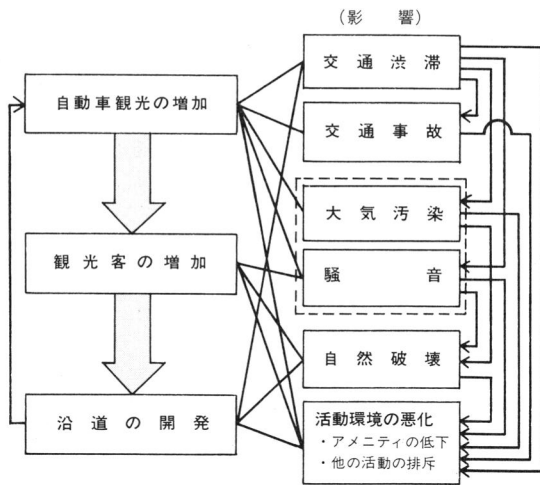 （影　響）
交通渋滞
自動車観光の増加
交通事故
大気汚染
観光客の増加
騒　音
自然破壊
沿道の開発
活動環境の悪化
・アメニティの低下
・他の活動の排斥